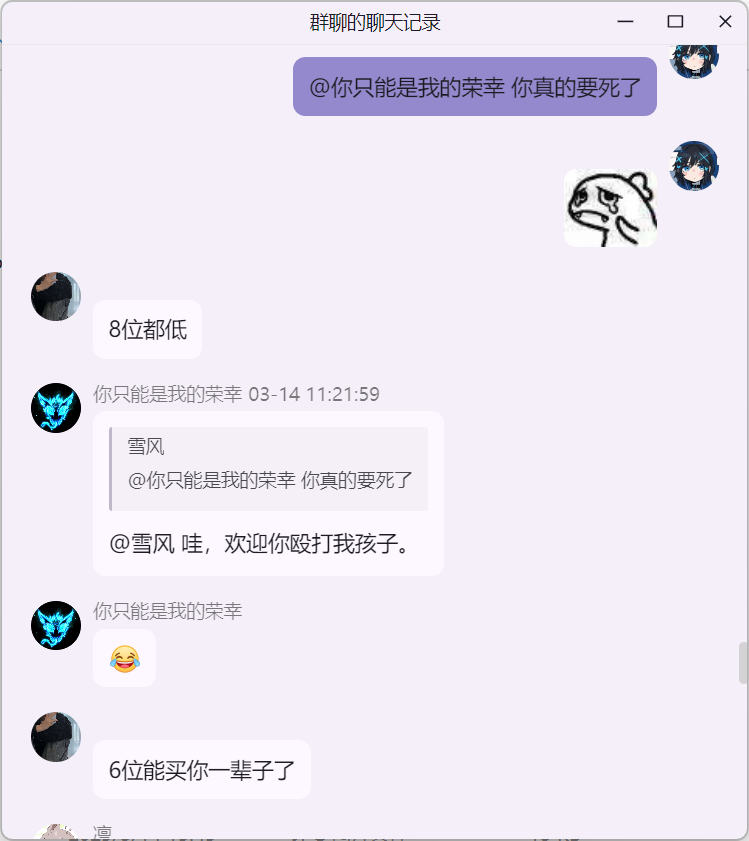 群聊的聊天记录
@你只能是我的荣幸 你真的要死了
8位都低
你只能是我的荣幸 03-14 11:21:59
雪风
@你只能是我的荣幸 你真的要死了
@雪风 哇，欢迎你殴打我孩子。
你只能是我的荣幸
6位能买你一辈子了
凛